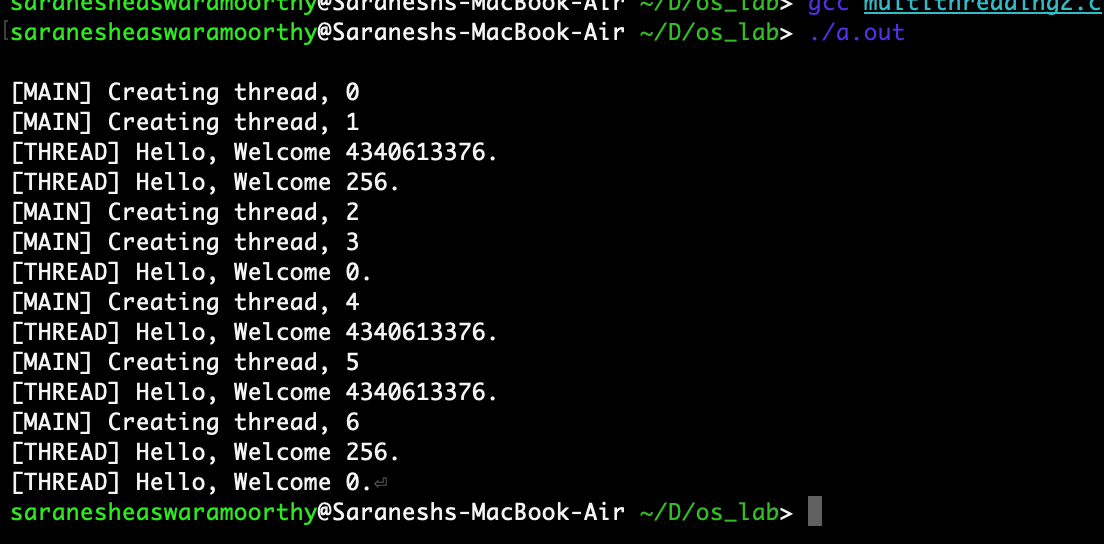 saranesheaswaramoorthy@Saraneshs-MacBook-Air ~/D/os_lab> gcc multithreading2.c
[saranesheaswaramoorthy@Saraneshs-MacBook-Air ~/D/os_lab> ./a.out
[MAIN] Creating thread, 0
[MAIN] Creating thread, 1
[THREAD] Hello, Welcome 4340613376.
[THREAD] Hello, Welcome 256.
[MAIN] Creating thread, 2
[MAIN] Creating thread, 3
[THREAD] Hello, Welcome 0.
[MAIN] Creating thread, 4
[THREAD] Hello, Welcome 4340613376.
[MAIN] Creating thread, 5
[THREAD] Hello, Welcome 4340613376.
[MAIN] Creating thread, 6
[THREAD] Hello, Welcome 256.
[THREAD] Hello, Welcome 0.⏎
saranesheaswaramoorthy@Saraneshs-MacBook-Air ~/D/os_lab>